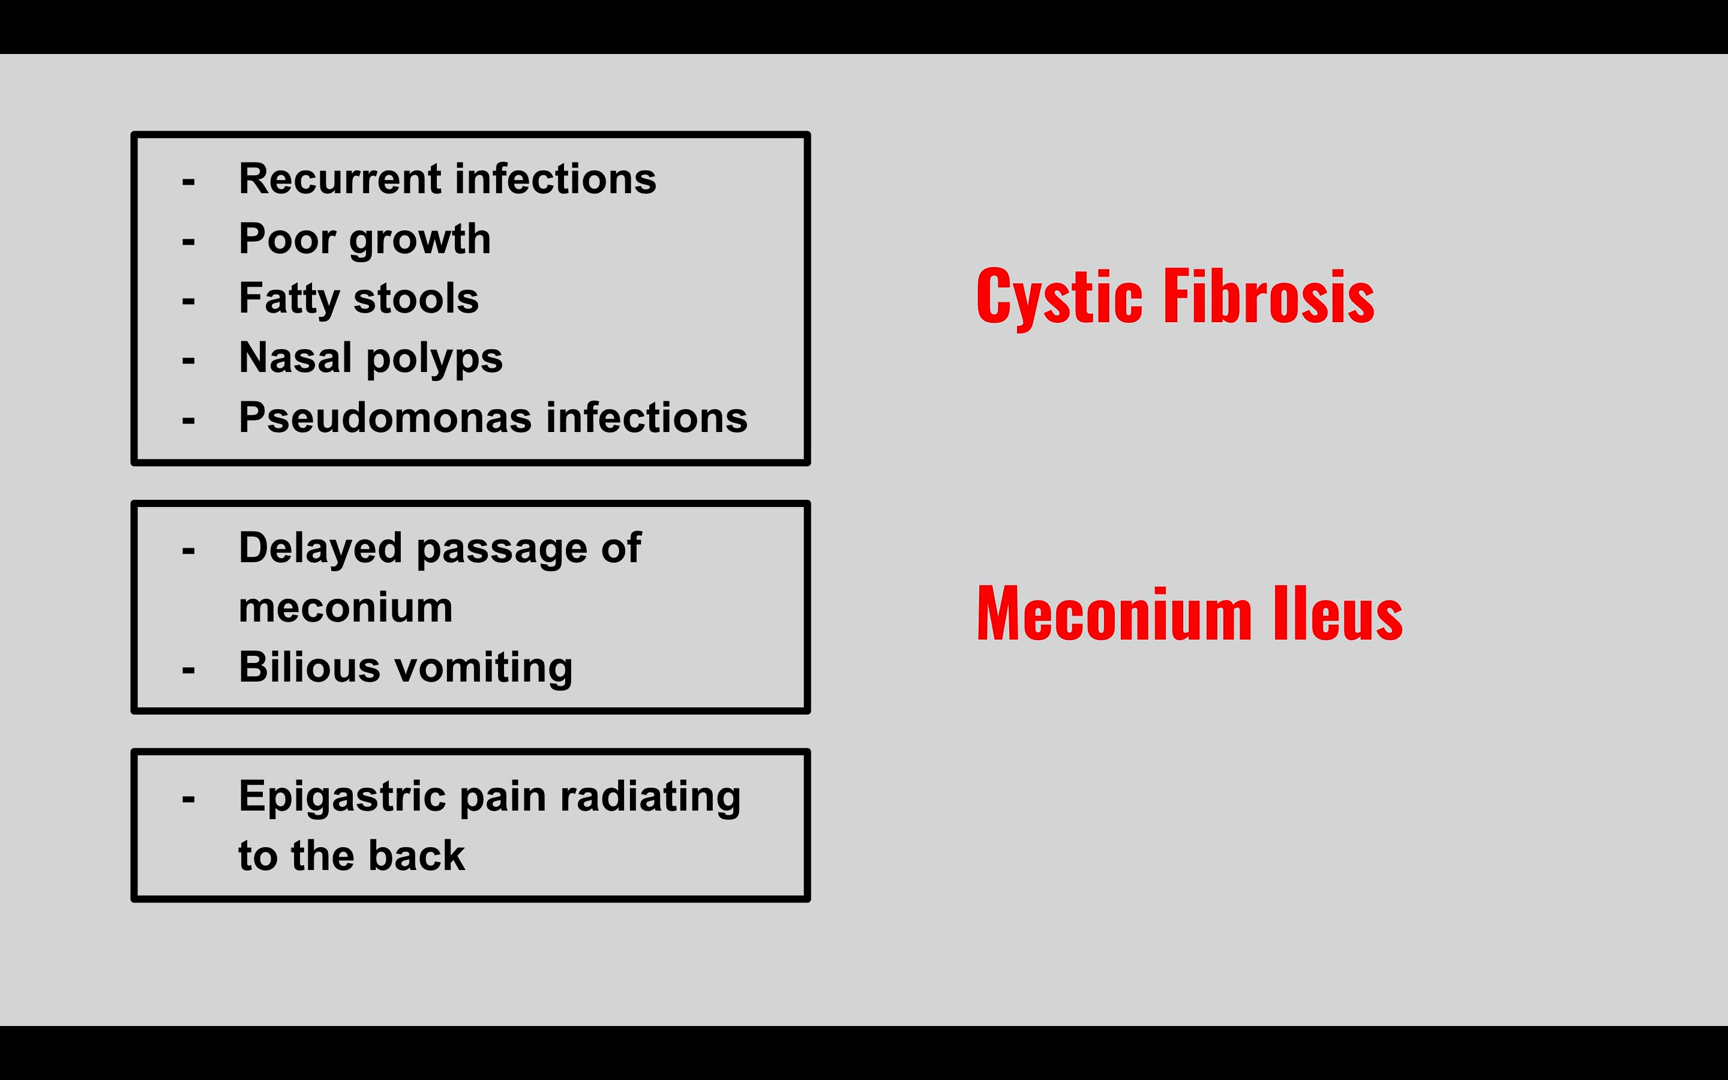 - Recurrent infections
- Poor growth
- Fatty stools
- Nasal polyps
- Pseudomonas infections
Cystic Fibrosis
- Delayed passage of
meconium
- Bilious vomiting
Meconium Ileus
- Epigastric pain radiating
to the back